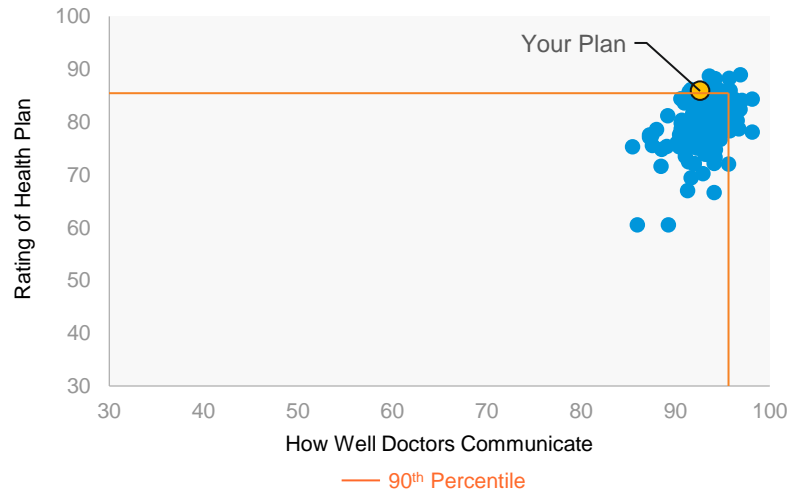 100
90
80
70
60
50
40
30
Rating of Health Plan
Your Plan
30 40 50 60 70 80 90 100
How Well Doctors Communicate
90th Percentile